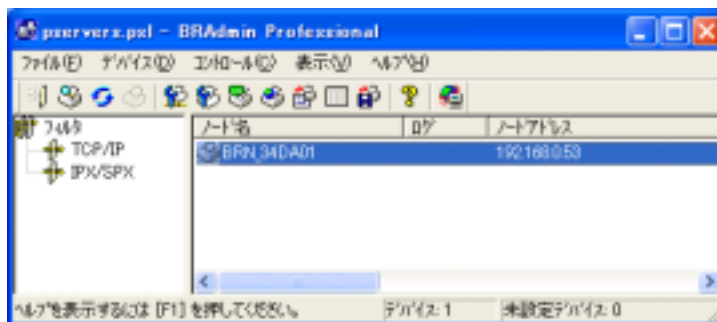 pservers.psl - BRAdmin Professional
ファイル(F) デバイス(D) コントロール(C) 表示(V) ヘルプ(H)
フィルタ
TCP/IP
IPX/SPX
ノード名 ログ ノードアドレス
BRN_34DA01 192.168.0.53
ヘルプを表示するには [F1] を押してください。 デバイス: 1 未設定デバイス: 0